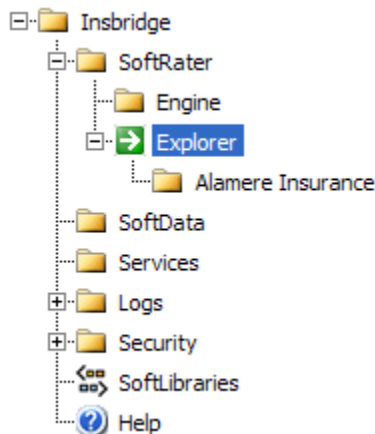 Insbridge
SoftRater
Engine
Explorer
Alamere Insurance
SoftData
Services
Logs
Security
SoftLibraries
Help